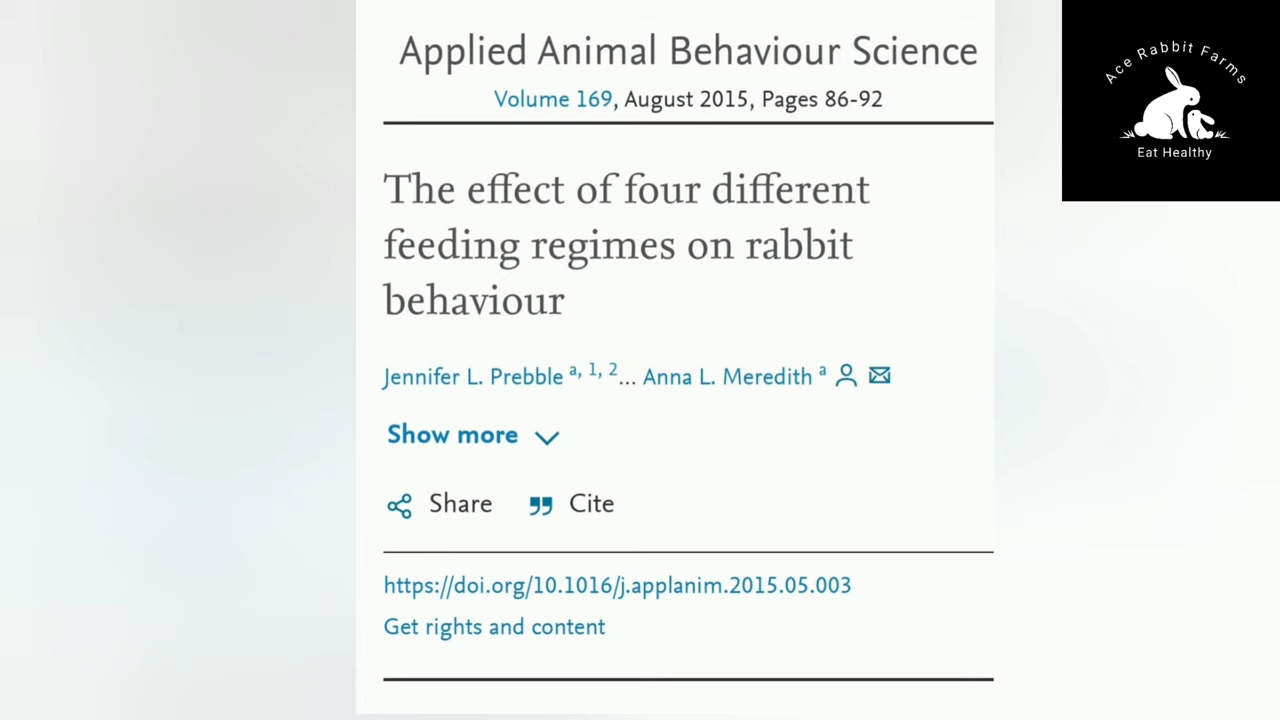 Applied Animal Behaviour Science
Volume 169, August 2015, Pages 86-92
The effect of four different
feeding regimes on rabbit
behaviour
Jennifer L. Prebble a, 1, 2... Anna L. Meredith a
Show more
Share Cite
https://doi.org/10.1016/j.applanim.2015.05.003
Get rights and content
Ace Rabbit Farms
Eat Healthy